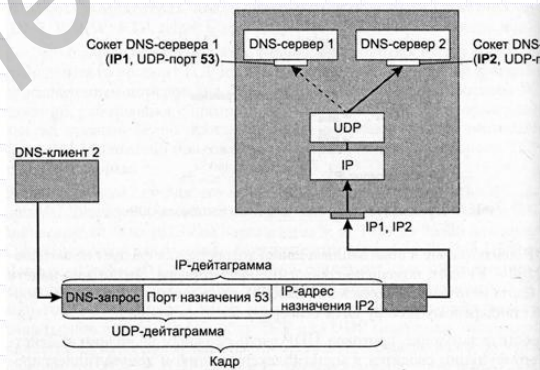 Сокет DNS-сервера 1
(IP1, UDP-порт 53)
DNS-сервер 1
DNS-сервер 2
Сокет DNS-
(IP2, UDP-п
UDP
IP
DNS-клиент 2
IP1, IP2
IP-дейтаграмма
DNS-запрос
Порт назначения 53
IP-адрес
назначения IP2
UDP-дейтаграмма
Кадр